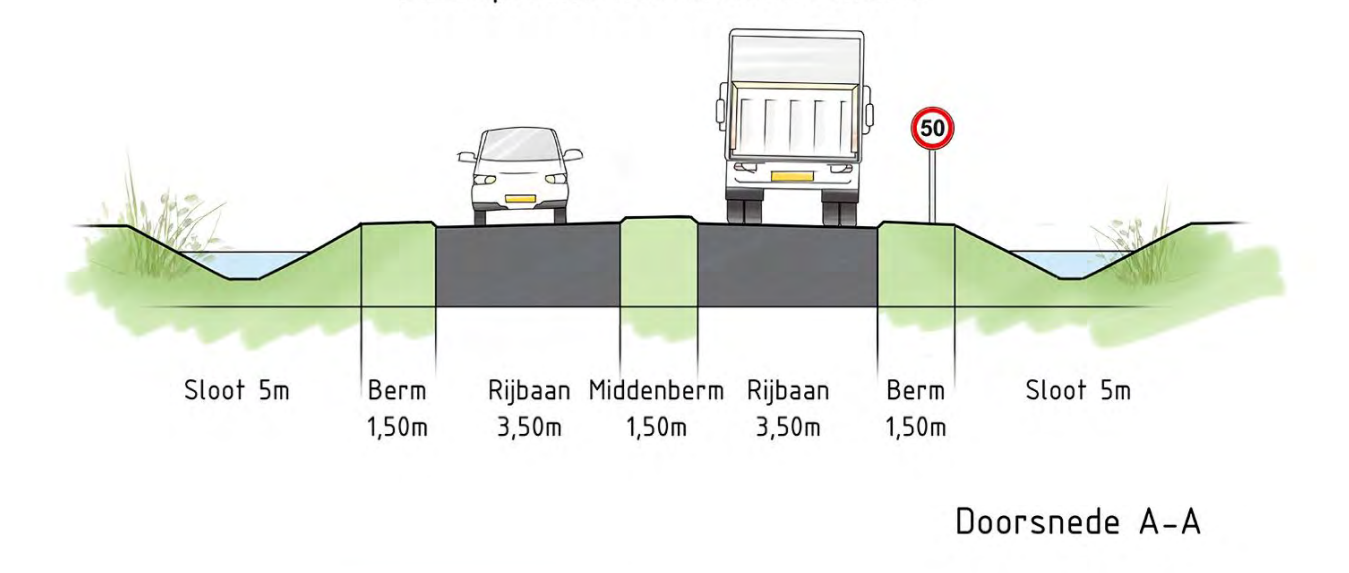 50
Sloot 5m
Berm
1,50m
Rijbaan
3,50m
Middenberm
1,50m
Rijbaan
3,50m
Berm
1,50m
Sloot 5m
Doorsnede A-A